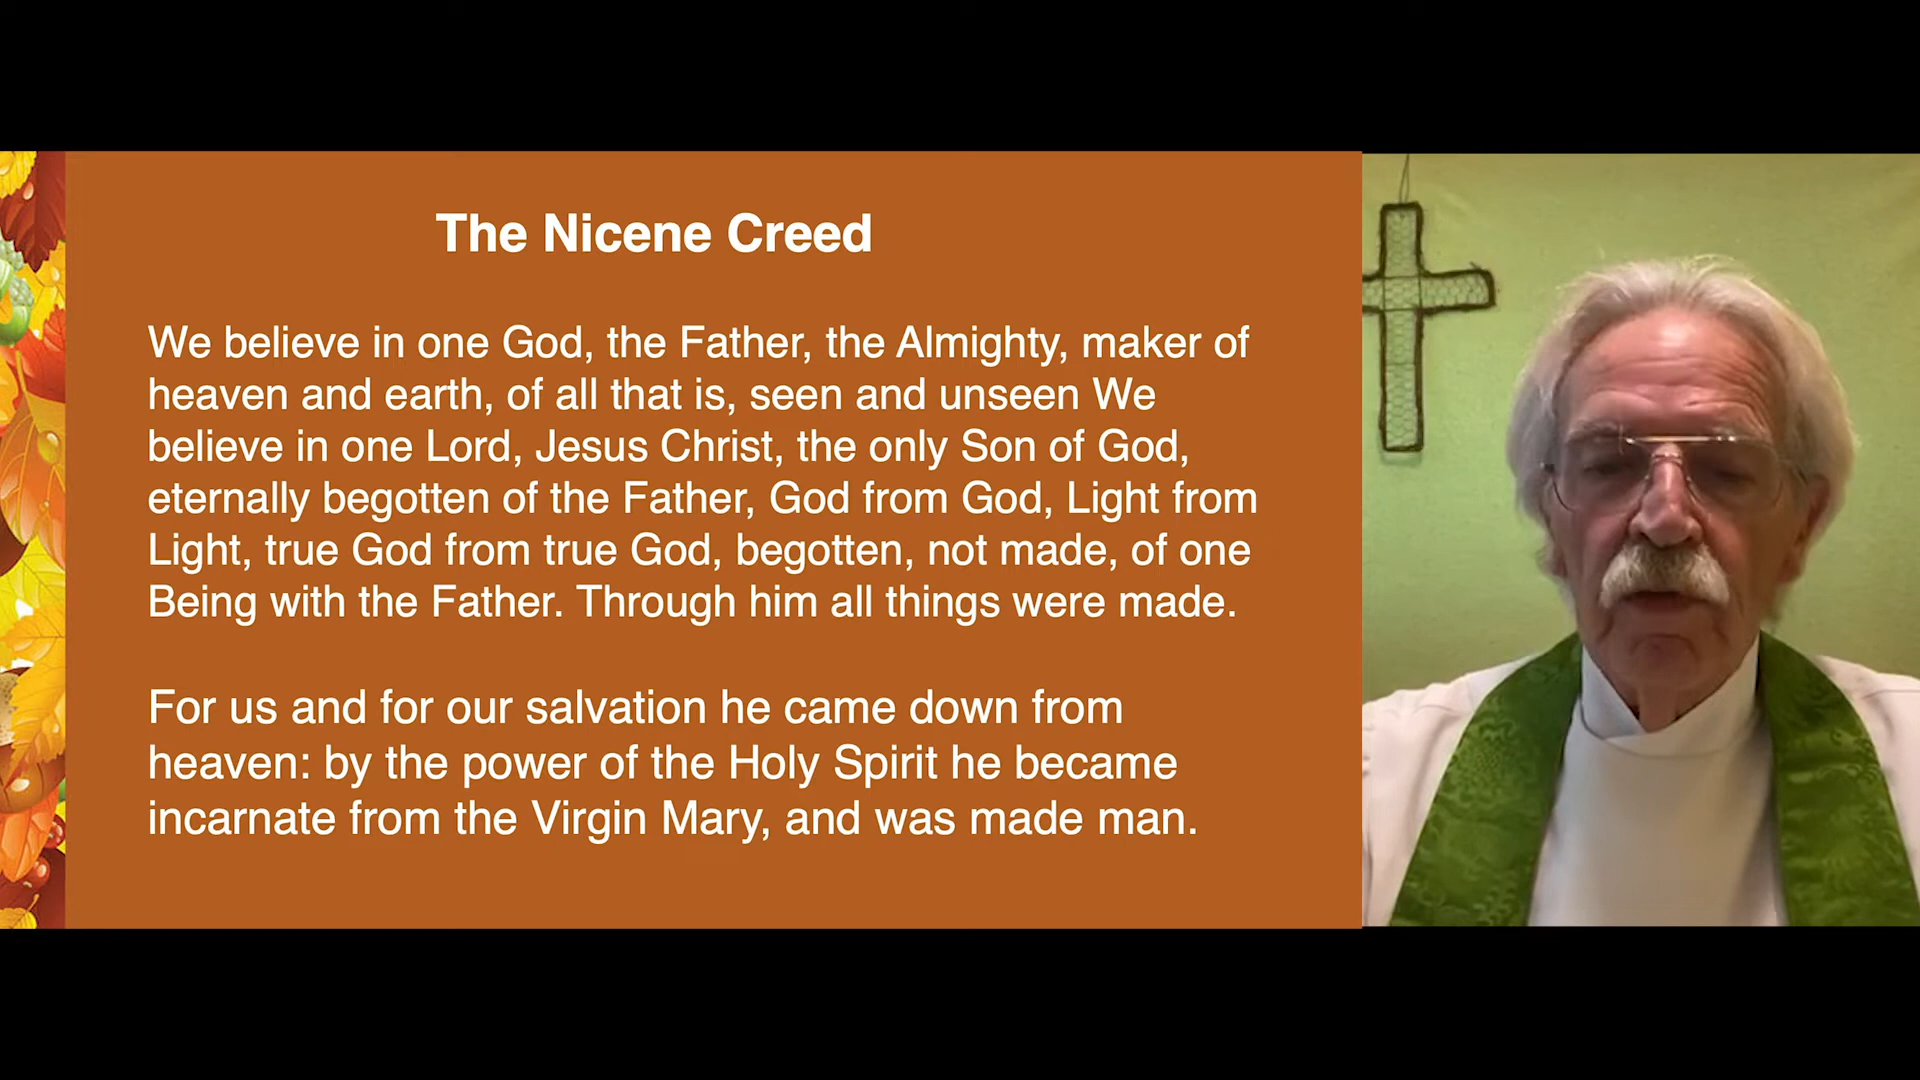 The Nicene Creed
We believe in one God, the Father, the Almighty, maker of
heaven and earth, of all that is, seen and unseen We
believe in one Lord, Jesus Christ, the only Son of God,
eternally begotten of the Father, God from God, Light from
Light, true God from true God, begotten, not made, of one
Being with the Father. Through him all things were made.
For us and for our salvation he came down from
heaven: by the power of the Holy Spirit he became
incarnate from the Virgin Mary, and was made man.